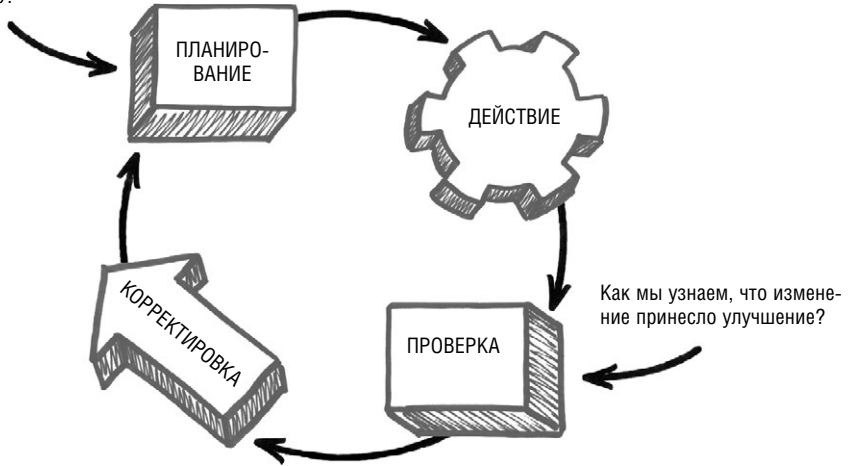 ПЛАНИРО-
ВАНИЕ
ДЕЙСТВИЕ
Как мы узнаем, что измене-
ние принесло улучшение?
ПРОВЕРКА
КОРРЕКТИРОВКА